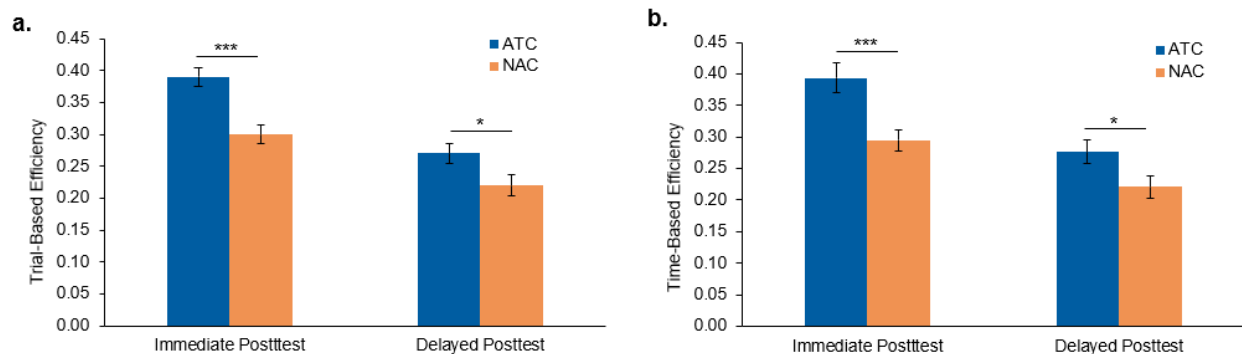 a.
Trial-Based Efficiency
0.45
0.40
0.35
0.30
0.25
0.20
0.15
0.10
0.05
0.00
***
*
ATC
NAC
Immediate Postttest
Delayed Posttest
b.
Time-Based Efficiency
0.45
0.40
0.35
0.30
0.25
0.20
0.15
0.10
0.05
0.00
***
*
ATC
NAC
Immediate Postttest
Delayed Posttest